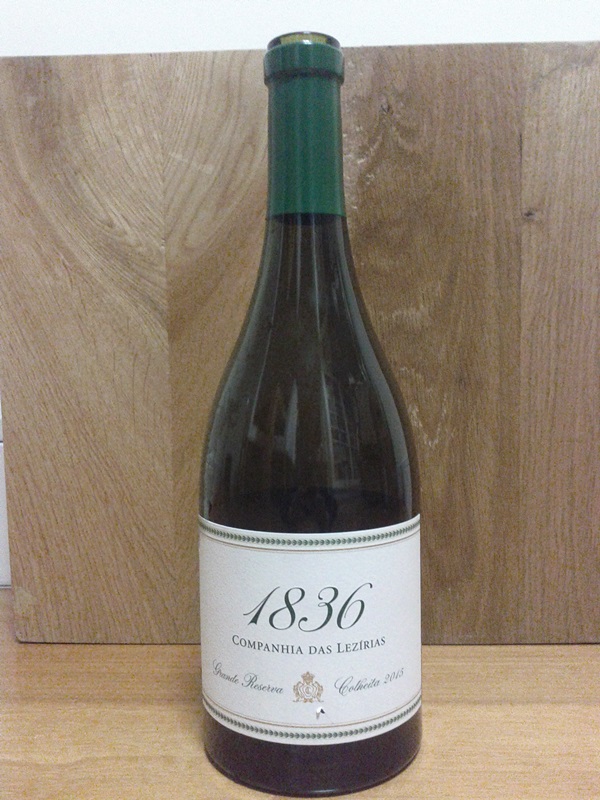 1836
COMPANHIA DAS LEZÍRIAS
Grande Reserva Colheita 2015